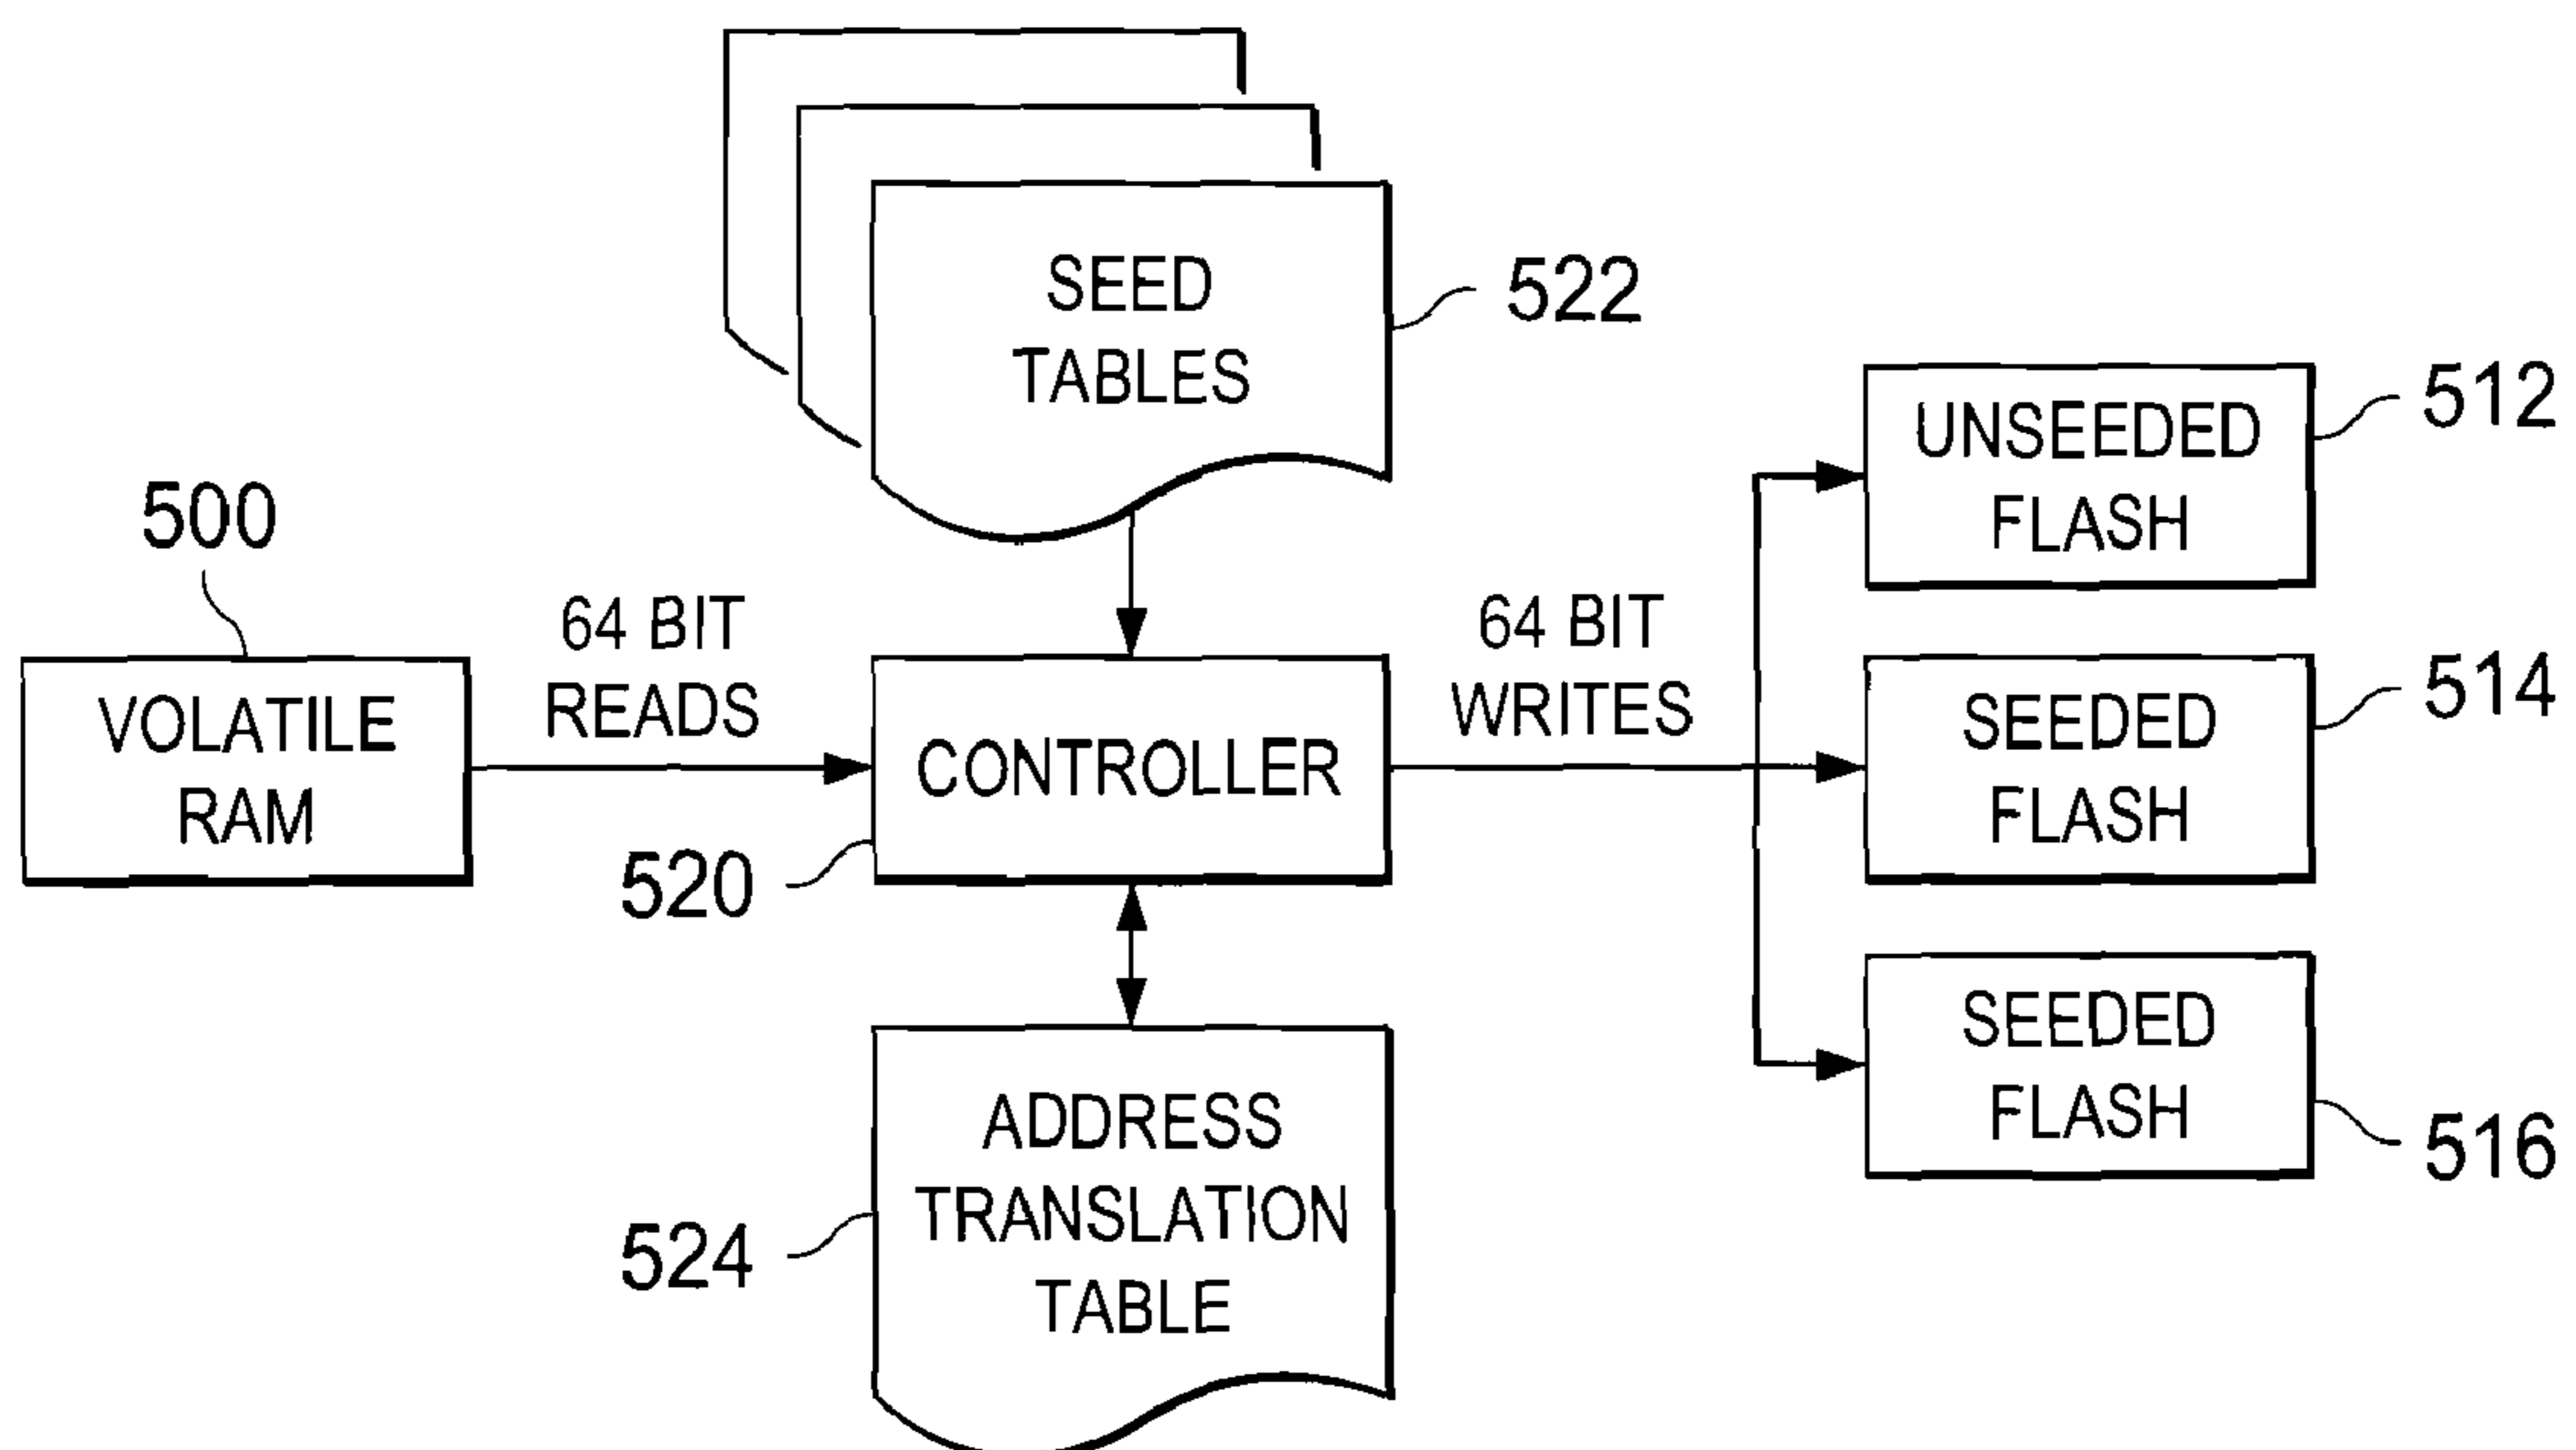 SEED
TABLES
522
UNSEEDED
FLASH
512
500
VOLATILE
RAM
64 BIT
READS
CONTROLLER
520
64 BIT
WRITES
SEEDED
FLASH
514
SEEDED
FLASH
516
ADDRESS
TRANSLATION
TABLE
524